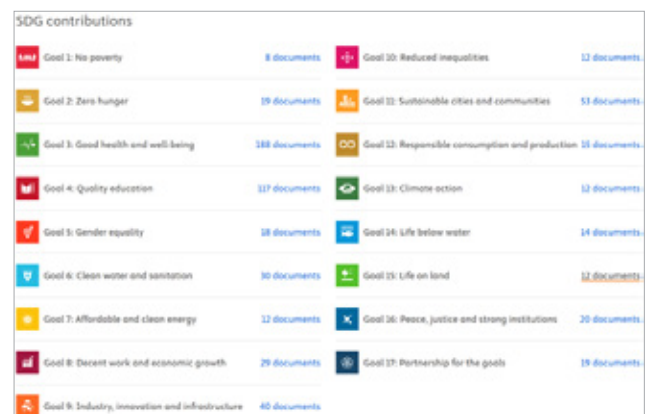 SDG contributions
Goal 1: No poverty 8 documents
Goal 2: Zero hunger 19 documents
Goal 3: Good health and well-being 188 documents
Goal 4: Quality education 117 documents
Goal 5: Gender equality 18 documents
Goal 6: Clean water and sanitation 30 documents
Goal 7: Affordable and clean energy 12 documents
Goal 8: Decent work and economic growth 29 documents
Goal 9: Industry, innovation and infrastructure 40 documents
Goal 10: Reduced inequalities 12 documents
Goal 11: Sustainable cities and communities 53 documents
Goal 12: Responsible consumption and production 15 documents
Goal 13: Climate action 12 documents
Goal 14: Life below water 14 documents
Goal 15: Life on land 12 documents
Goal 16: Peace, justice and strong institutions 20 documents
Goal 17: Partnership for the goals 19 documents